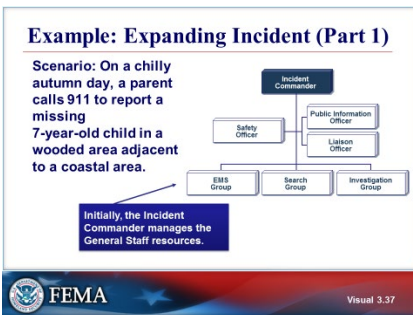 Example: Expanding Incident (Part 1)
Scenario: On a chilly
autumn day, a parent
calls 911 to report a
missing
7-year-old child in a
wooded area adjacent
to a coastal area.
Incident
Commander
Public Information
Officer
Safety
Officer
Liaison
Officer
EMS
Group
Search
Group
Investigation
Group
Initially, the Incident
Commander manages the
General Staff resources.
FEMA
Visual 3.37